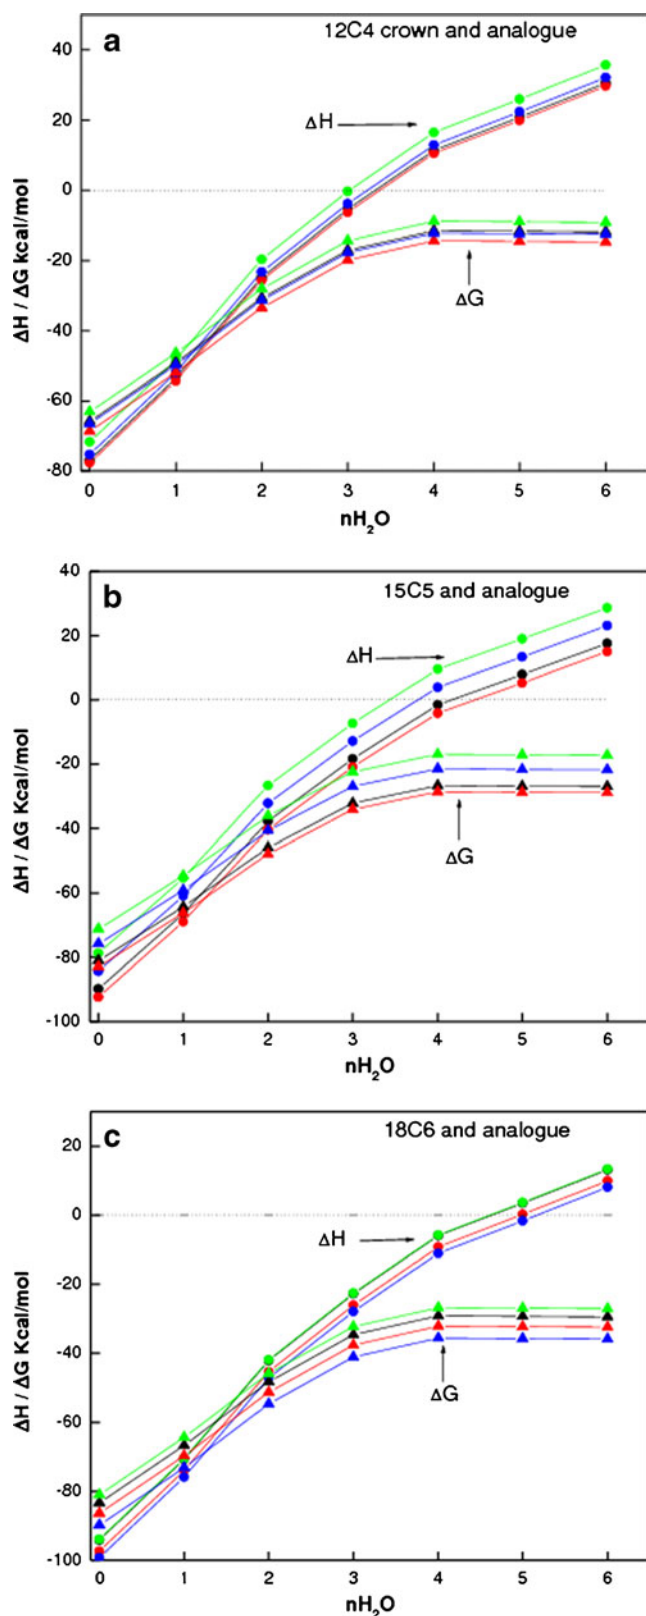 a
12C4 crown and analogue
ΔH
ΔG
ΔH / ΔG kcal/mol
40
20
0
-20
-40
-60
-80
0 1 2 3 4 5 6
nH₂O
b
15C5 and analogue
ΔH
ΔG
ΔH / ΔG Kcal/mol
40
20
0
-20
-40
-60
-80
-100
0 1 2 3 4 5 6
nH₂O
c
18C6 and analogue
ΔH
ΔG
ΔH / ΔG Kcal/mol
20
0
-20
-40
-60
-80
-100
0 1 2 3 4 5 6
nH₂O